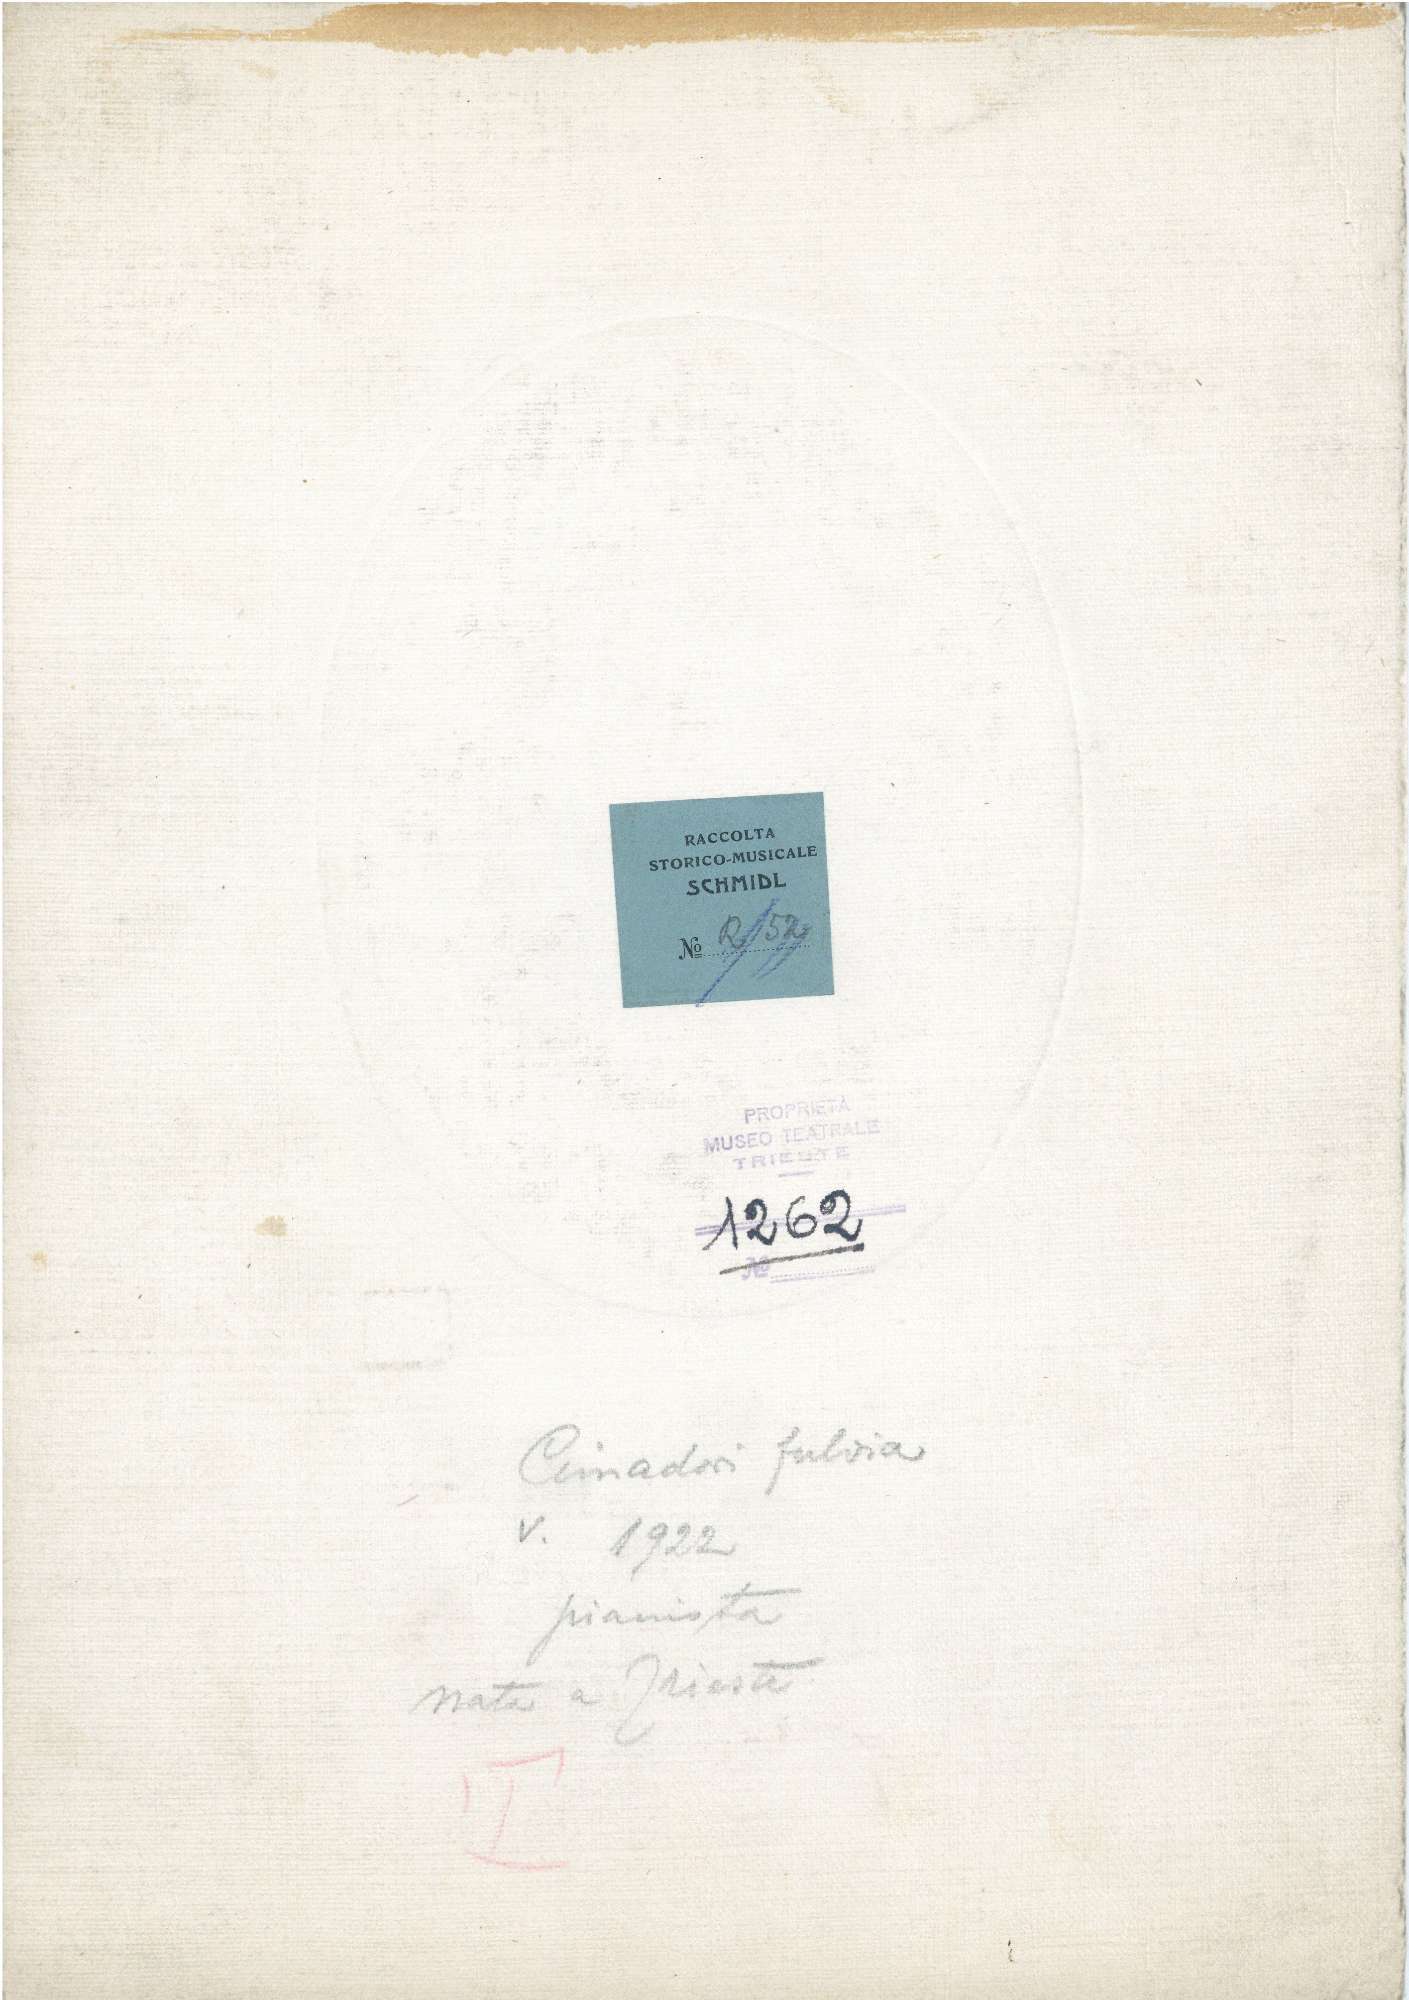 RACCOLTA
STORICO-MUSICALE
SCHMIDL
№ R/52
PROPRIETÀ
MUSEO TEATRALE
TRIESTE
1262
№
Cimadori fulvia
v. 1922
pianista
nata a Trieste
I